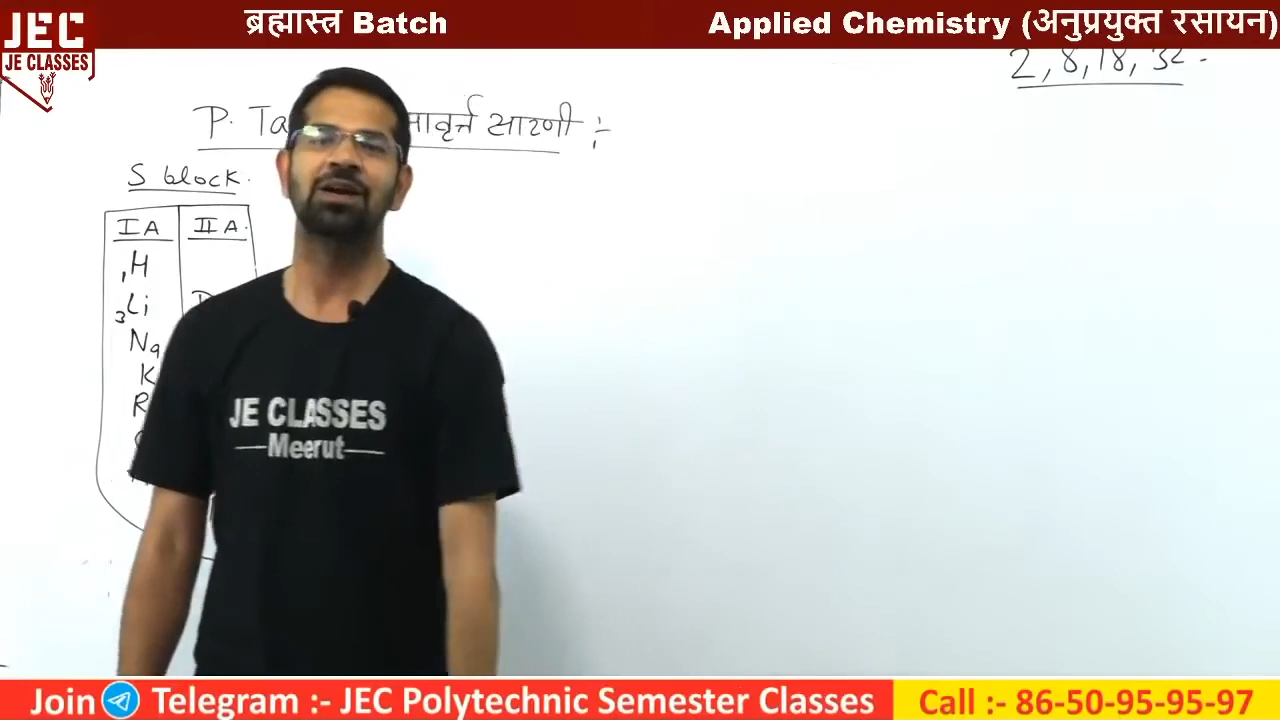 JEC
JE CLASSES
ब्रह्मास्त्र Batch
Applied Chemistry (अनुप्रयुक्त रसायन)
2, 8, 18, 32 -
P. Ta
सारणी :-
S block.
IA
IIA.
1H
3Li
Na
K
R
JE CLASSES
Meerut
Join Telegram :- JEC Polytechnic Semester Classes
Call :- 86-50-95-95-97